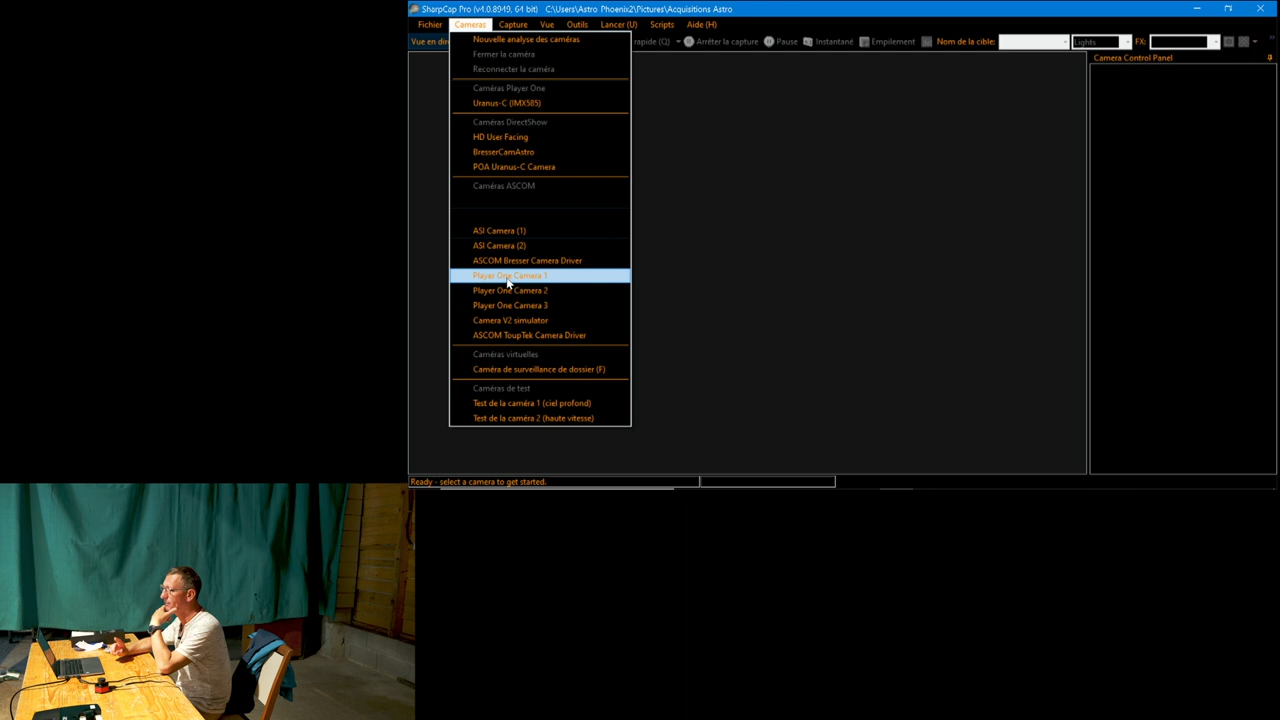 SharpCap Pro (v4.0.8949, 64 bit) C:\Users\Astro Phoenix2\Pictures\Acquisitions Astro
Fichier Cameras Capture Vue Outils Lancer (U) Scripts Aide (H)
Vue en dir rapide (Q) Arrêter la capture Pause Instantané Empilement Nom de la cible: Lights FX:
Camera Control Panel
Nouvelle analyse des caméras
Fermer la caméra
Reconnecter la caméra
Caméras Player One
Uranus-C (IMX585)
Caméras DirectShow
HD User Facing
BresserCamAstro
POA Uranus-C Camera
Caméras ASCOM
ASI Camera (1)
ASI Camera (2)
ASCOM Bresser Camera Driver
Player One Camera 1
Player One Camera 2
Player One Camera 3
Camera V2 simulator
ASCOM ToupTek Camera Driver
Caméras virtuelles
Caméra de surveillance de dossier (F)
Caméras de test
Test de la caméra 1 (ciel profond)
Test de la caméra 2 (haute vitesse)
Ready - select a camera to get started.